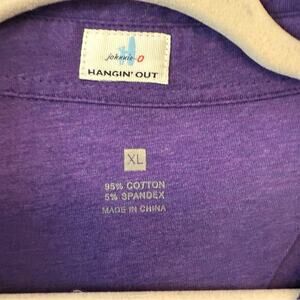 johnnie-O
HANGIN' OUT
XL
95% COTTON
5% SPANDEX
MADE IN CHINA